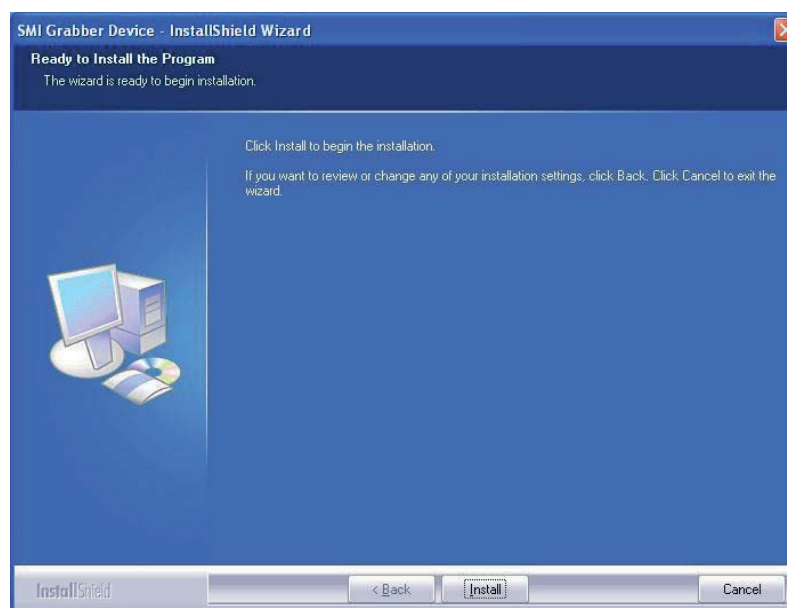 SMI Grabber Device - InstallShield Wizard
Ready to Install the Program
The wizard is ready to begin installation.
Click Install to begin the installation.
If you want to review or change any of your installation settings, click Back. Click Cancel to exit the
wizard.
InstallShield
< Back Install Cancel